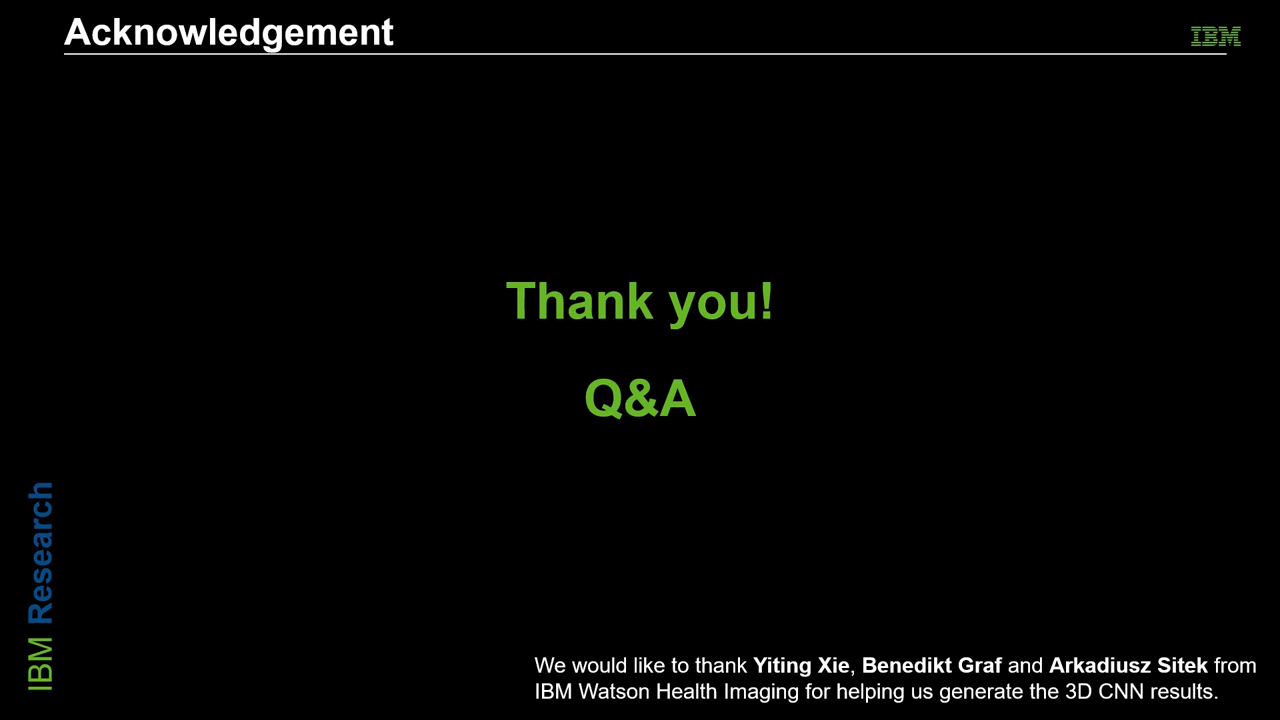 Acknowledgement
IBM
Thank you!
Q&A
IBM Research
We would like to thank Yiting Xie, Benedikt Graf and Arkadiusz Sitek from
IBM Watson Health Imaging for helping us generate the 3D CNN results.